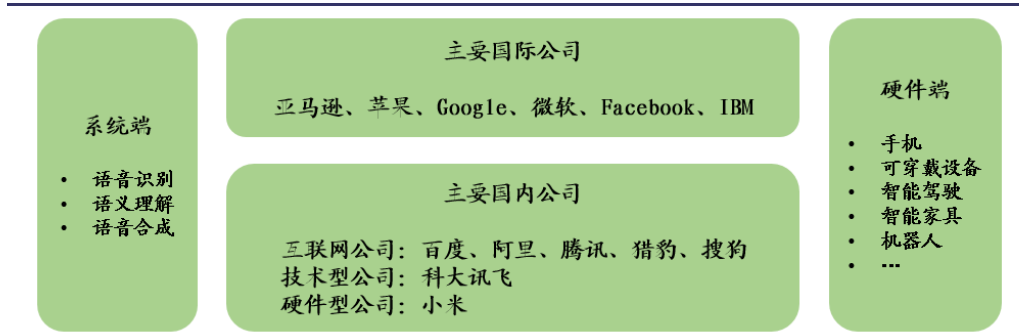 系统端
• 语音识别
• 语义理解
• 语音合成
主要国际公司
亚马逊、苹果、Google、微软、Facebook、IBM
主要国内公司
互联网公司：百度、阿里、腾讯、猎豹、搜狗
技术型公司：科大讯飞
硬件型公司：小米
硬件端
• 手机
• 可穿戴设备
• 智能驾驶
• 智能家具
• 机器人
• …